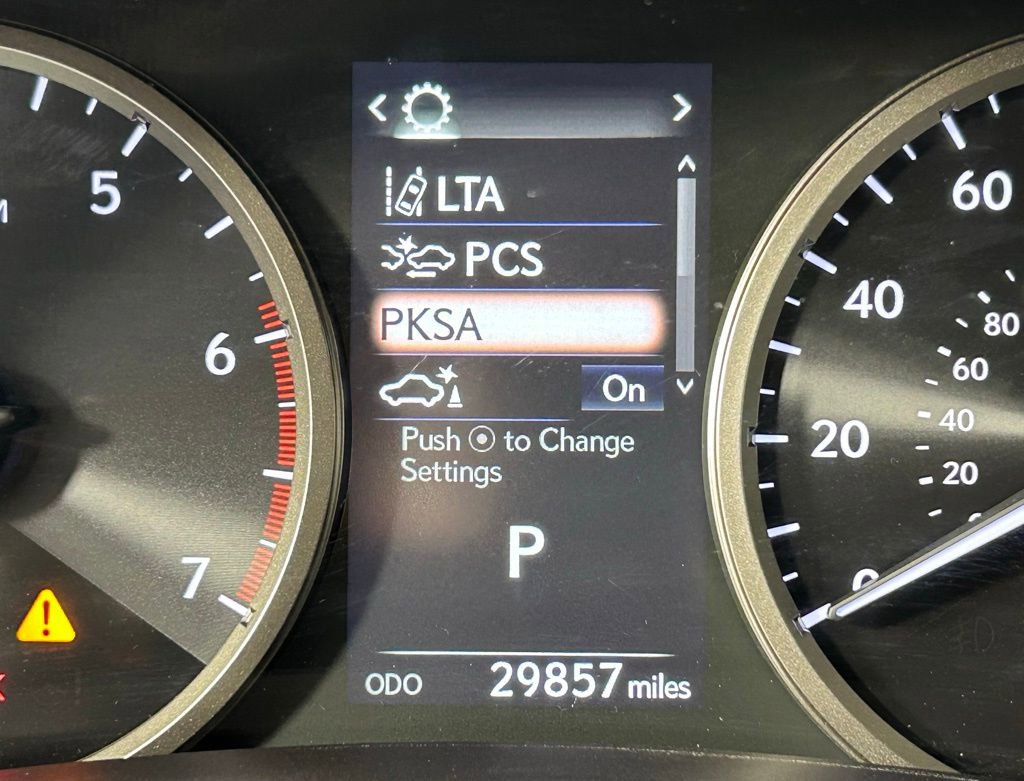 LTA
PCS
PKSA
On
Push to Change
Settings
P
ODO 29857 miles
5
6
7
60
40
20
0
80
60
40
20